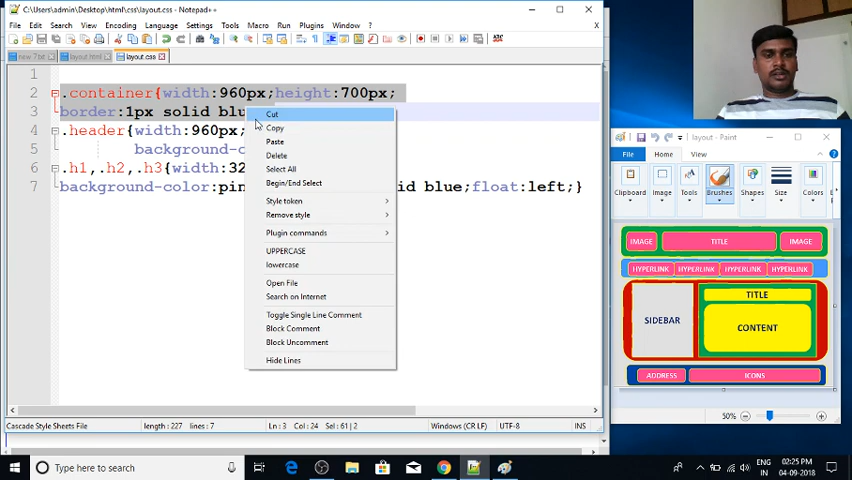 C:\Users\admin\Desktop\html\css\layout.css - Notepad++
File Edit Search View Encoding Language Settings Tools Macro Run Plugins Window ?
new 7.txt layout.html layout.css
1
2 .container{width:960px;height:700px;
3 border:1px solid blu
4 .header{width:960px;
5 background-c
6 .h1,.h2,.h3{width:32
7 background-color:pin solid blue;float:left;}
Cut
Copy
Paste
Delete
Select All
Begin/End Select
Style token
Remove style
Plugin commands
UPPERCASE
lowercase
Open File
Search on Internet
Toggle Single Line Comment
Block Comment
Block Uncomment
Hide Lines
Cascade Style Sheets File length : 227 lines : 7 Ln : 3 Col : 24 Sel : 61 | 2 Windows (CR LF) UTF-8 INS
layout - Paint
File Home View
Clipboard Image Tools Brushes Shapes Size Colors
IMAGE TITLE IMAGE
HYPERLINK HYPERLINK HYPERLINK HYPERLINK
SIDEBAR
TITLE
CONTENT
ADDRESS ICONS
50%
Type here to search
ENG
IN
02:25 PM
04-09-2018